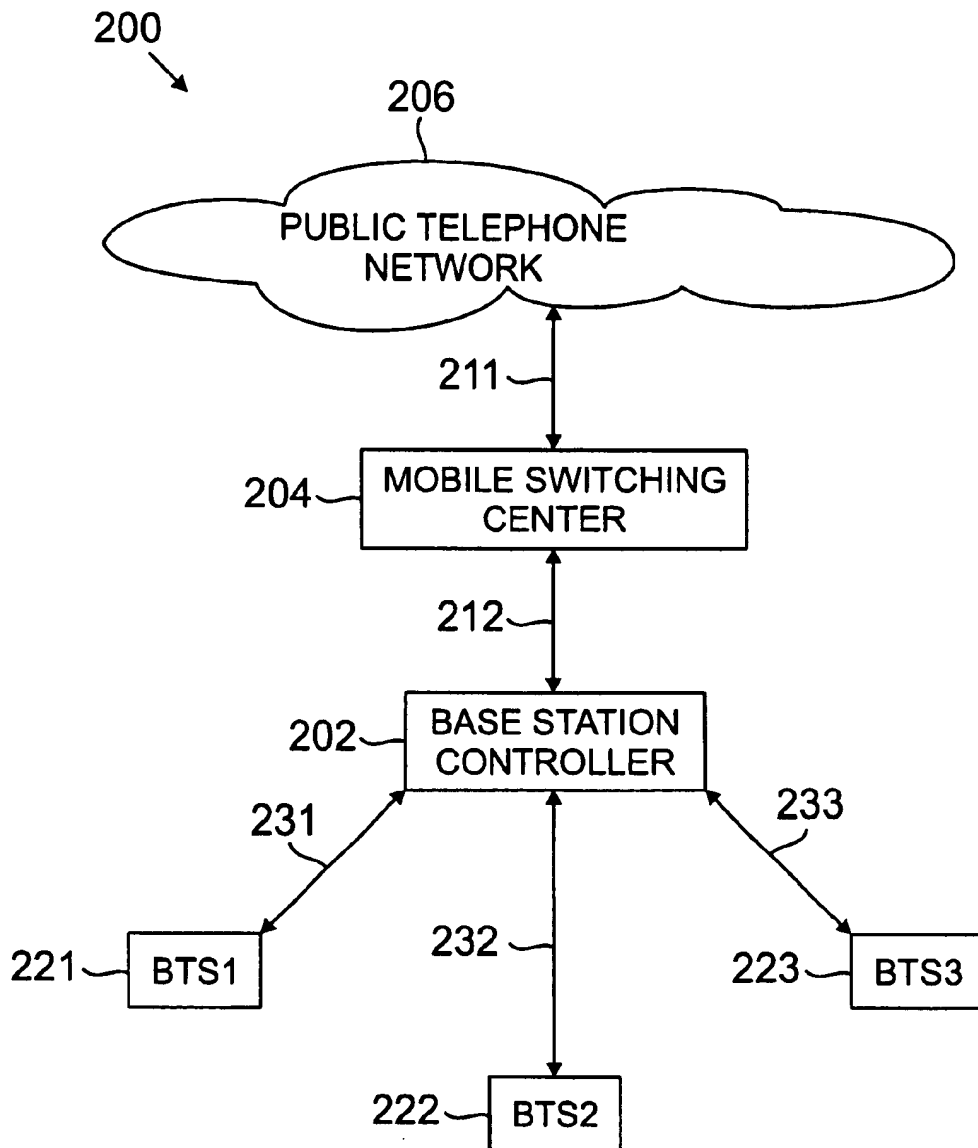 200
206
PUBLIC TELEPHONE
NETWORK
211
204
MOBILE SWITCHING
CENTER
212
202
BASE STATION
CONTROLLER
231
233
232
221
BTS1
223
BTS3
222
BTS2